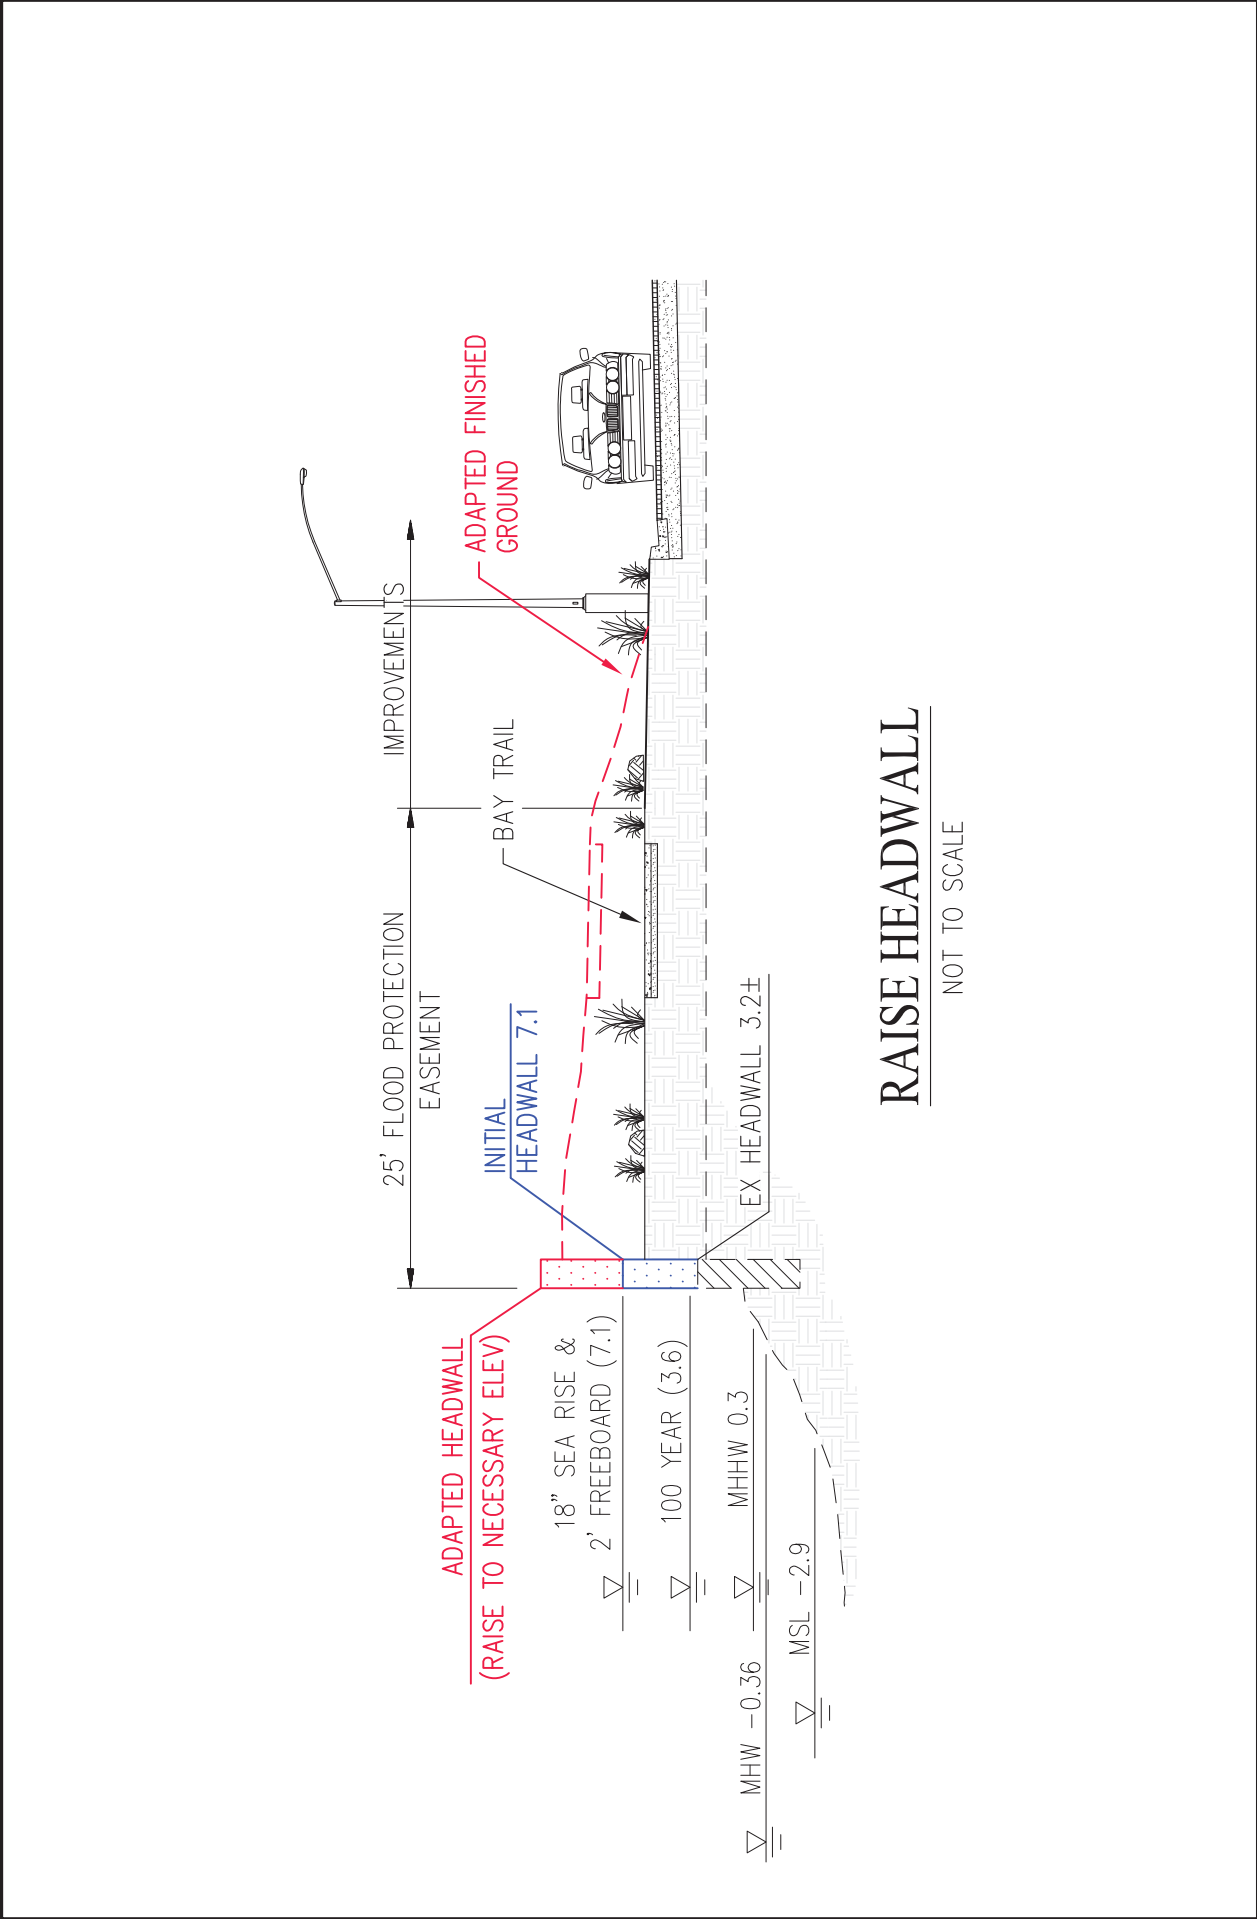 25' FLOOD PROTECTION
EASEMENT
IMPROVEMENTS
ADAPTED HEADWALL
(RAISE TO NECESSARY ELEV)
INITIAL
HEADWALL 7.1
BAY TRAIL
ADAPTED FINISHED
GROUND
18" SEA RISE &
2' FREEBOARD (7.1)
100 YEAR (3.6)
MHHW 0.3
MHW -0.36
MSL -2.9
EX HEADWALL 3.2±
RAISE HEADWALL
NOT TO SCALE